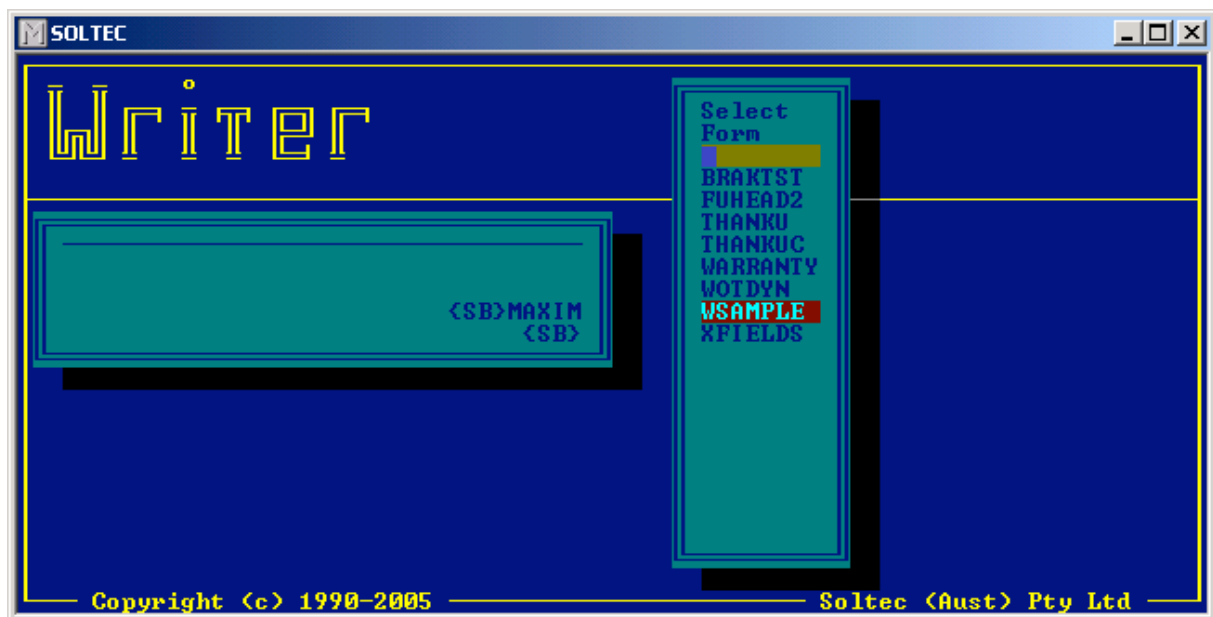 SOLTEC
Writer
Select
Form
BRAKTST
FUHEAD2
THANKU
THANKUC
WARRANTY
WOTDYN
WSAMPLE
XFIELDS
<SB>MAXIM
<SB>
Copyright (c) 1990-2005
Soltec (Aust) Pty Ltd